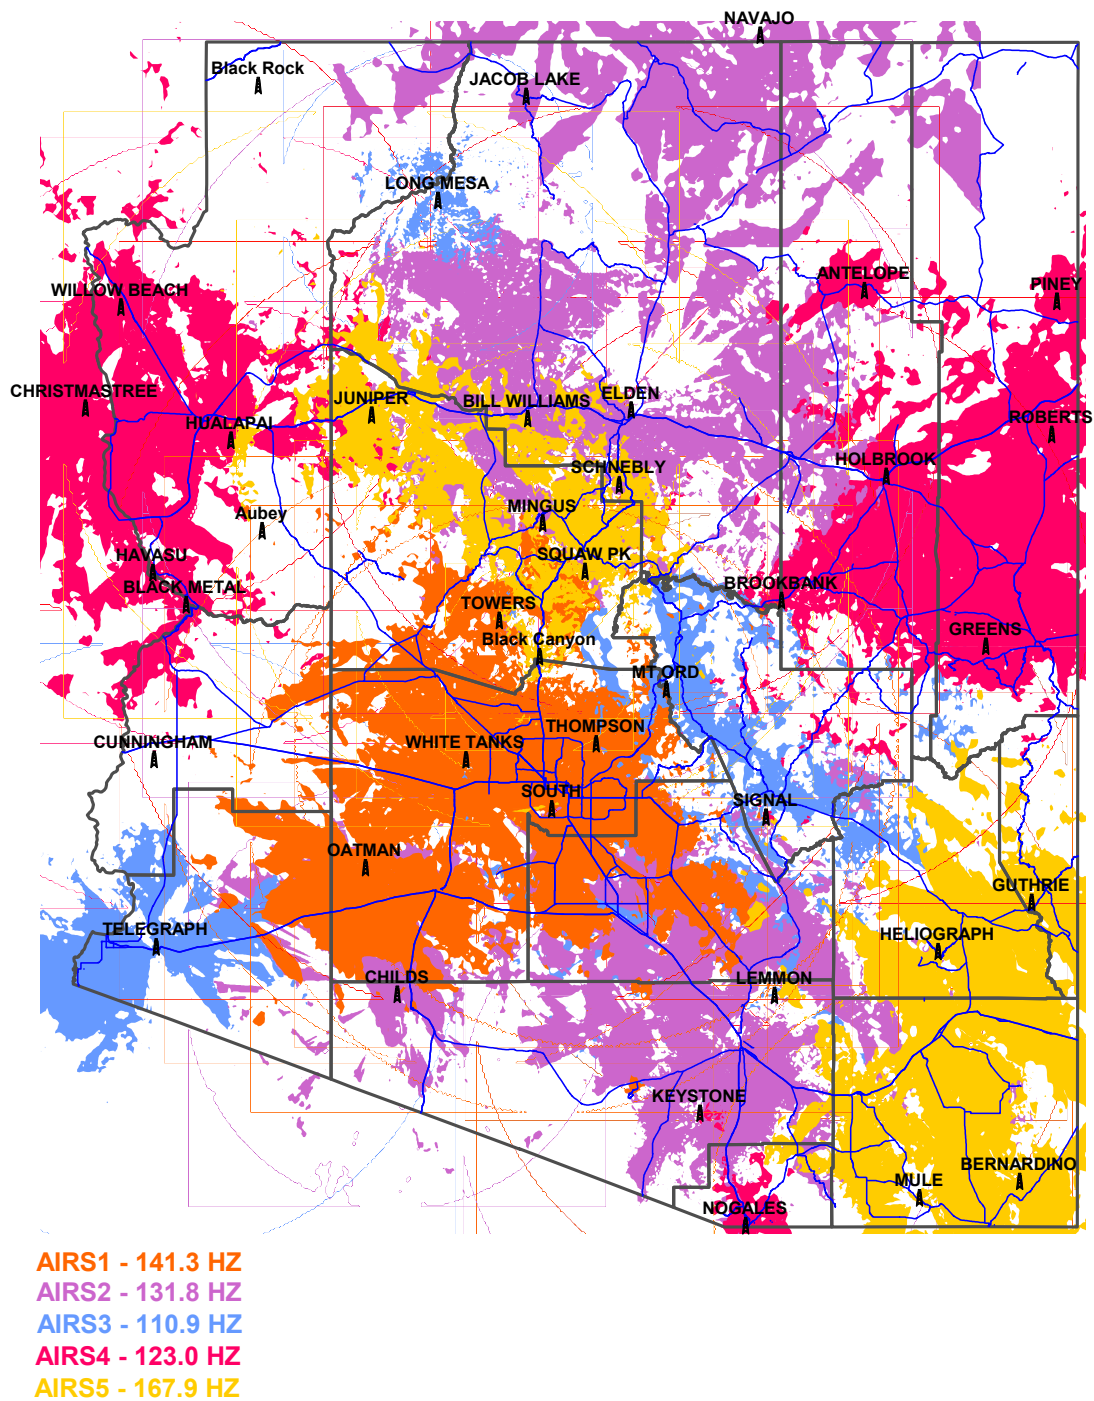 NAVAJO
Black Rock
JACOB LAKE
LONG MESA
ANTELOPE
WILLOW BEACH
PINEY
CHRISTMASTREE
JUNIPER
BILL WILLIAMS
ELDEN
HUALAPAI
ROBERTS
HOLBROOK
SCHNEBLY
MINGUS
Aubey
HAVASU
SQUAW PK
BLACK METAL
BROOKBANK
TOWERS
GREENS
Black Canyon
MT ORD
THOMPSON
CUNNINGHAM
WHITE TANKS
SOUTH
SIGNAL
OATMAN
GUTHRIE
TELEGRAPH
HELIOGRAPH
CHILDS
LEMMON
KEYSTONE
BERNARDINO
MULE
NOGALES
AIRS1 - 141.3 HZ
AIRS2 - 131.8 HZ
AIRS3 - 110.9 HZ
AIRS4 - 123.0 HZ
AIRS5 - 167.9 HZ